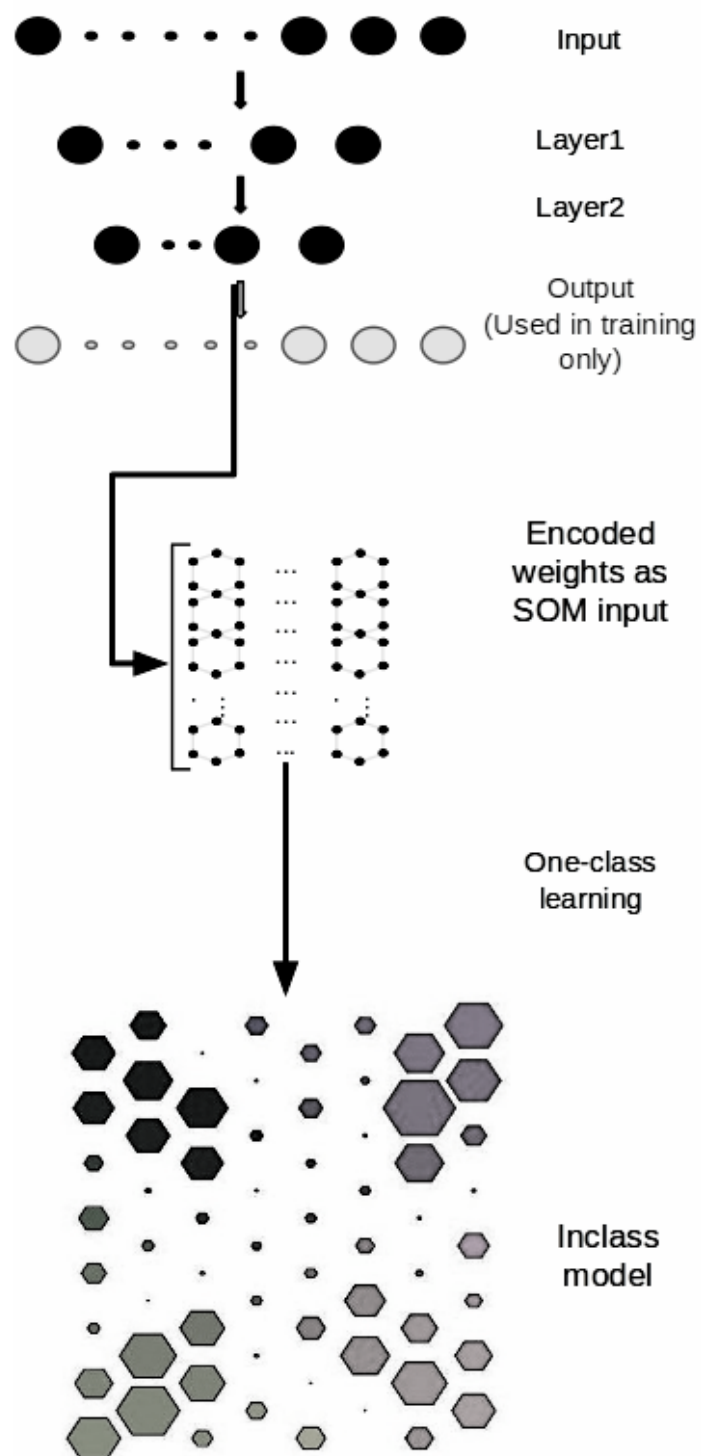 Input
Layer1
Layer2
Output
(Used in training
only)
Encoded
weights as
SOM input
One-class
learning
Inclass
model